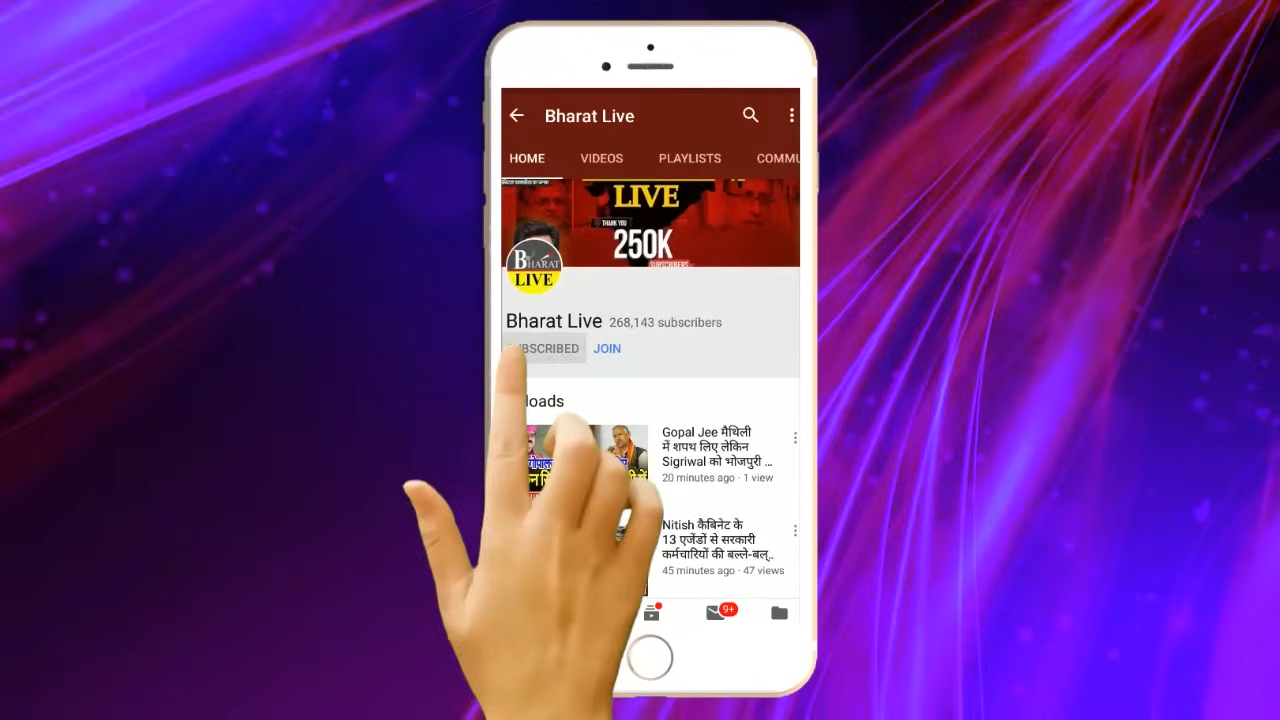 Bharat Live
HOME VIDEOS PLAYLISTS COMMU
LIVE
THANK YOU
250K
SUBSCRIBERS
BHARAT
LIVE
Bharat Live 268,143 subscribers
UBSCRIBED JOIN
loads
Gopal Jee मैथिली
में शपथ लिए लेकिन
Sigriwal को भोजपुरी ...
20 minutes ago · 1 view
Nitish कैबिनेट के
13 एजेंडों से सरकारी
कर्मचारियों की बल्ले-बल्..
45 minutes ago · 47 views
9+